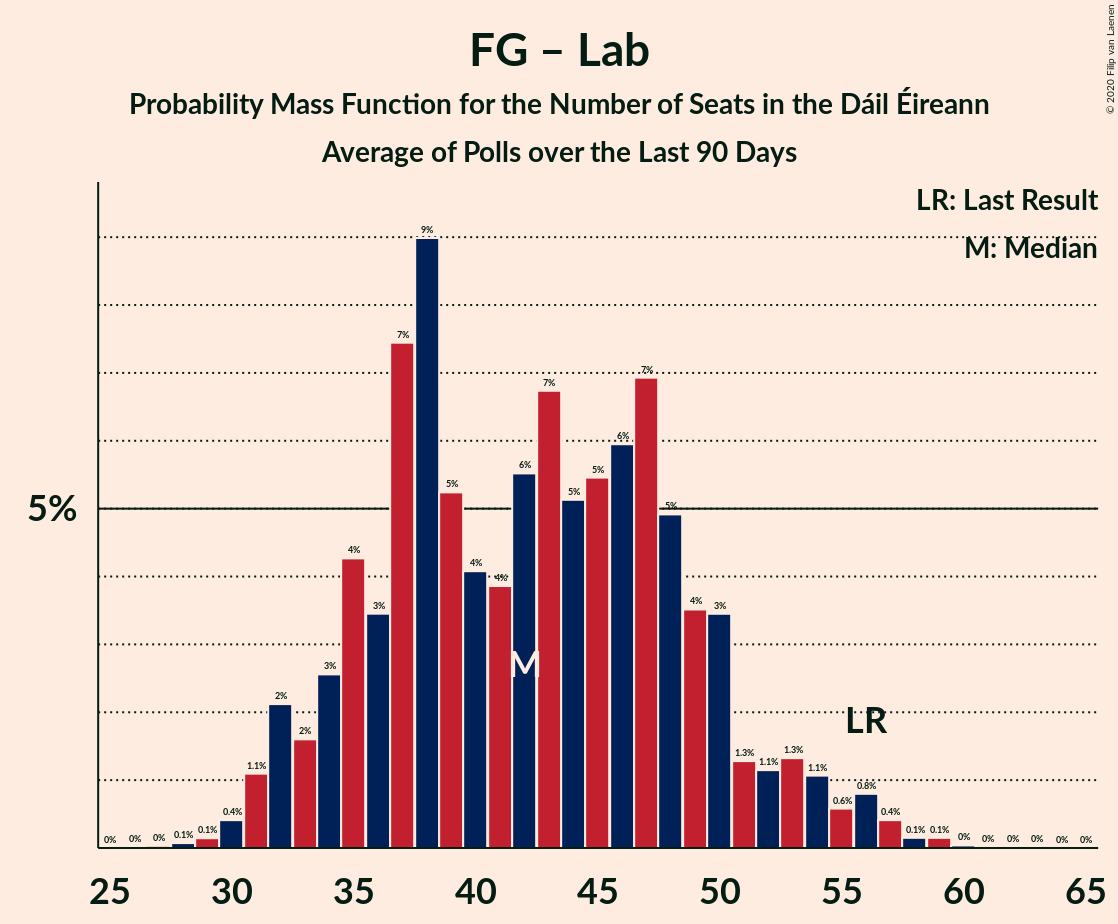 FG – Lab
Probability Mass Function for the Number of Seats in the Dáil Éireann
Average of Polls over the Last 90 Days
© 2020 Filip van Laenen
LR: Last Result
M: Median
5%
0% 0% 0% 0.1% 0.1% 0.4% 1.1% 2% 2% 3% 4% 3% 7% 9% 5% 4% 4% 6% 7% 5% 5% 6% 7% 5% 4% 3% 1.3% 1.1% 1.3% 1.1% 0.6% 0.8% 0.4% 0.1% 0.1% 0% 0% 0% 0% 0% 0%
M
LR
25 30 35 40 45 50 55 60 65